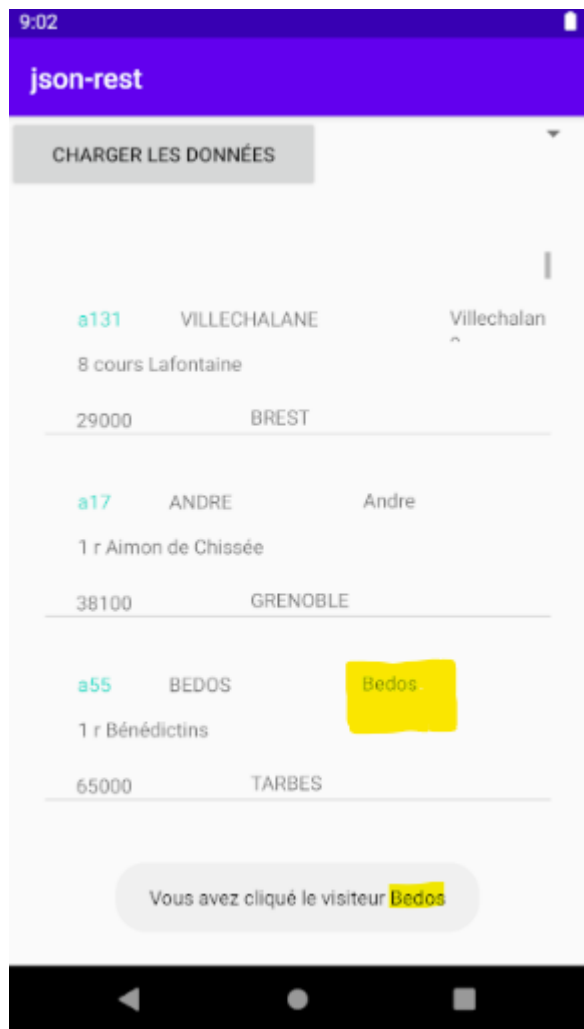 9:02
json-rest
CHARGER LES DONNÉES
a131 VILLECHALANE Villechalan
8 cours Lafontaine
29000 BREST
a17 ANDRE Andre
1 r Aimon de Chissée
38100 GRENOBLE
a55 BEDOS Bedos
1 r Bénédictins
65000 TARBES
Vous avez cliqué le visiteur Bedos